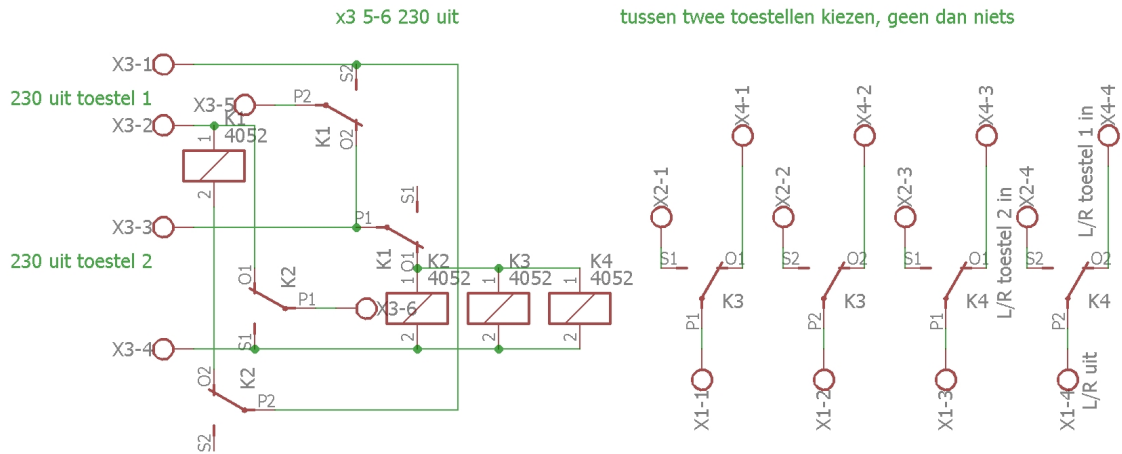 x3 5-6 230 uit
tussen twee toestellen kiezen, geen dan niets
X3-1
S2
230 uit toestel 1
X3-5
P2
K1
O2
X3-2
K1
4052
1
2
X3-3
P1
S1
K1
O1
230 uit toestel 2
K2
4052
1
2
K3
4052
1
2
K4
4052
1
2
O1
K2
P1
X3-6
S1
X3-4
O2
K2
P2
S2
X4-1
X4-2
X4-3
X4-4
X2-1
X2-2
X2-3
X2-4
L/R toestel 1 in
L/R toestel 2 in
S1
O1
K3
P1
X1-1
S2
O2
K3
P2
X1-2
S1
O1
K4
P1
X1-3
S2
O2
K4
P2
X1-4
L/R uit